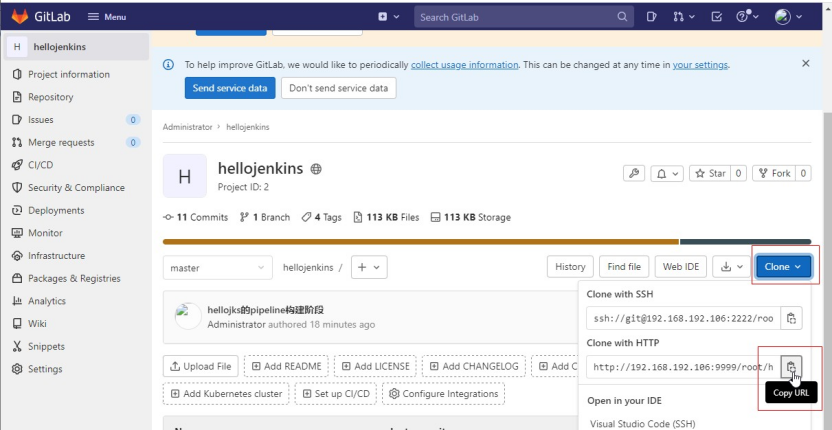 GitLab Menu Search GitLab
H hellojenkins
To help improve GitLab, we would like to periodically collect usage information. This can be changed at any time in your settings.
Send service data Don't send service data
Project information
Repository
Issues 0
Merge requests 0
CI/CD
Security & Compliance
Deployments
Monitor
Infrastructure
Packages & Registries
Analytics
Wiki
Snippets
Settings
Administrator › hellojenkins
H hellojenkins
Project ID: 2
Star 0 Fork 0
11 Commits 1 Branch 4 Tags 113 KB Files 113 KB Storage
master hellojenkins / + History Find file Web IDE Clone
hellojks的pipeline构建阶段
Administrator authored 18 minutes ago
Upload File Add README Add LICENSE Add CHANGELOG Add C
Add Kubernetes cluster Set up CI/CD Configure Integrations
Clone with SSH
ssh://git@192.168.192.106:2222/roo
Clone with HTTP
http://192.168.192.106:9999/root/h
Copy URL
Open in your IDE
Visual Studio Code (SSH)